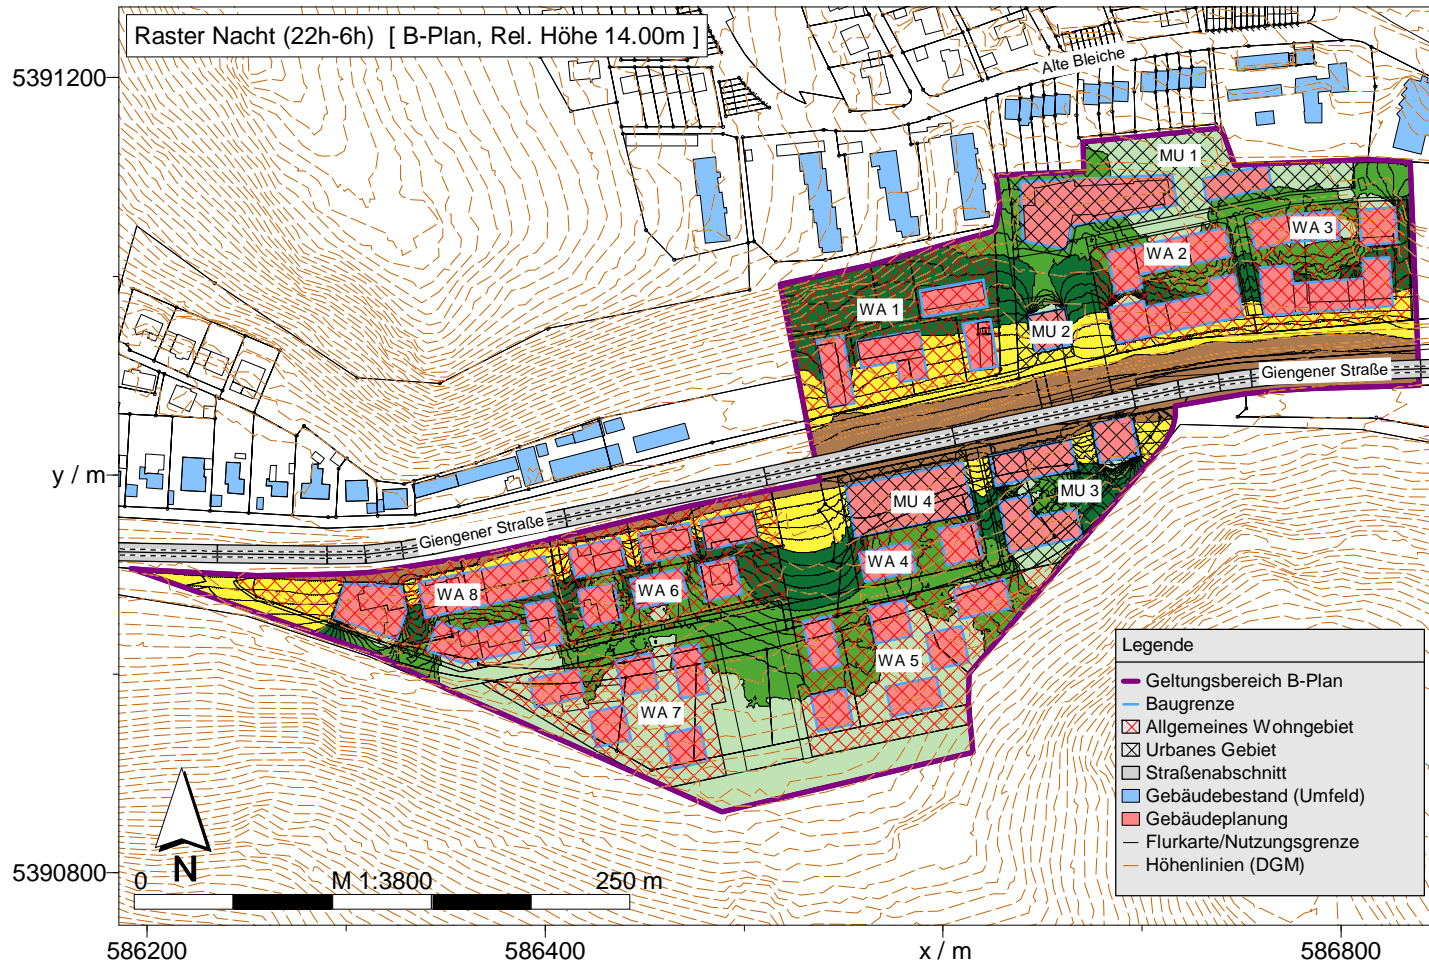 Raster Nacht (22h-6h) [ B-Plan, Rel. Höhe 14.00m ]
5391200
Alte Bleiche
MU 1
WA 3
WA 2
WA 1
MU 2
Giengener Straße
y / m
MU 3
MU 4
Giengener Straße
WA 4
WA 6
WA 8
WA 5
WA 7
Legende
Geltungsbereich B-Plan
Baugrenze
Allgemeines Wohngebiet
Urbanes Gebiet
Straßenabschnitt
Gebäudebestand (Umfeld)
Gebäudeplanung
Flurkarte/Nutzungsgrenze
Höhenlinien (DGM)
N
5390800
0 M 1:3800 250 m
586200 586400 x / m 586800